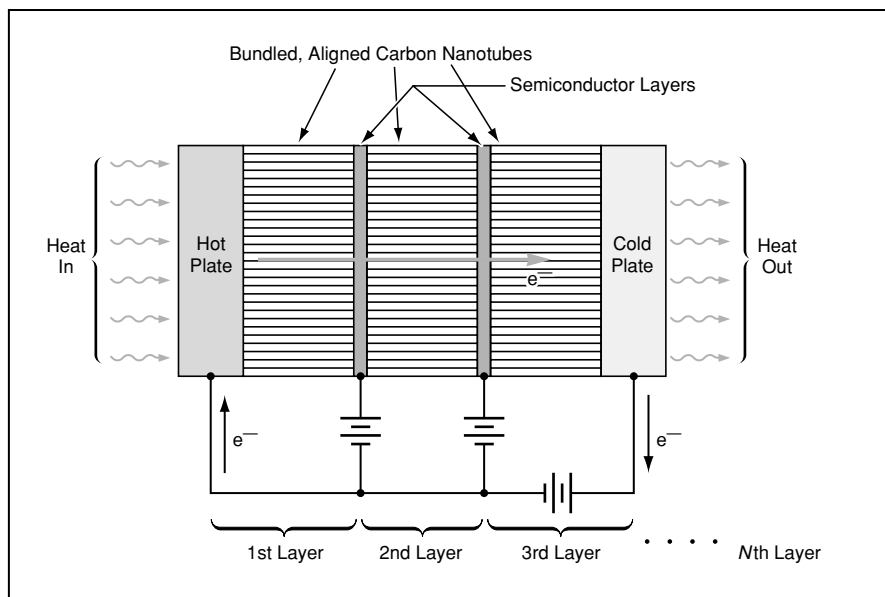 Bundled, Aligned Carbon Nanotubes
Semiconductor Layers
Heat
In
Hot
Plate
e—
Cold
Plate
Heat
Out
e—
e—
1st Layer
2nd Layer
3rd Layer
Nth Layer